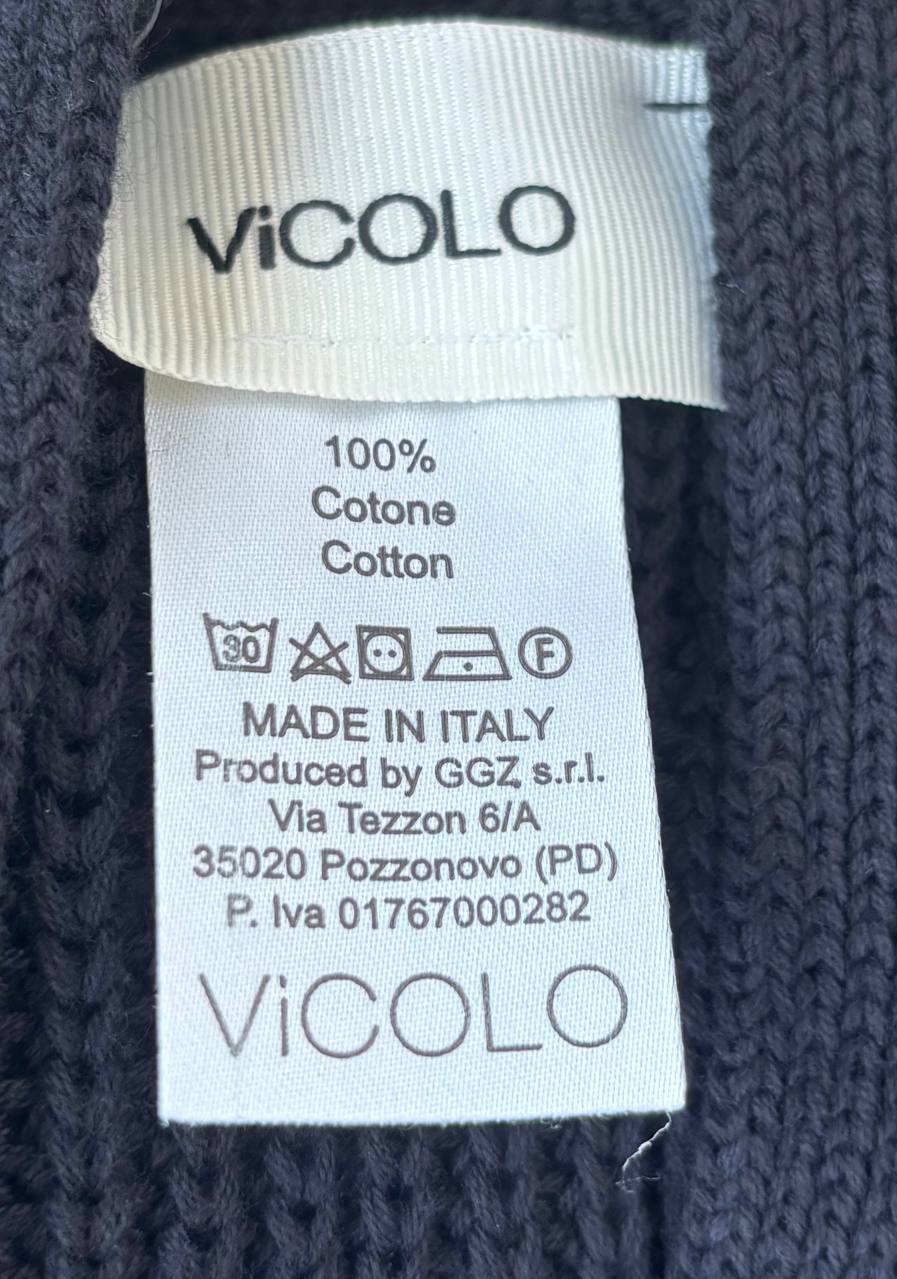 ViCOLO
100%
Cotone
Cotton
30 F
MADE IN ITALY
Produced by GGZ s.r.l.
Via Tezzon 6/A
35020 Pozzonovo (PD)
P. Iva 01767000282
ViCOLO